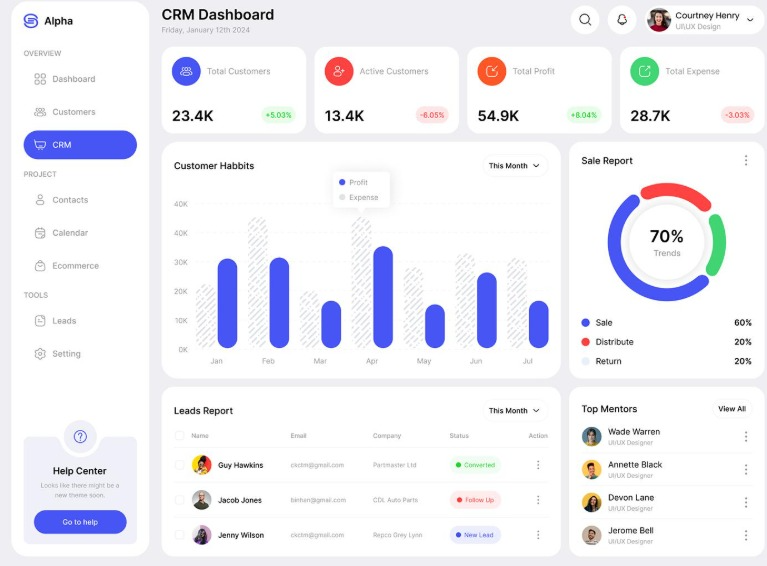 Alpha
OVERVIEW
Dashboard
Customers
CRM
PROJECT
Contacts
Calendar
Ecommerce
TOOLS
Leads
Setting
Help Center
Looks like there might be a
new theme soon.
Go to help
CRM Dashboard
Friday, January 12th 2024
Courtney Henry
UI\UX Design
Total Customers
23.4K
+5.03%
Active Customers
13.4K
-6.05%
Total Profit
54.9K
+8.04%
Total Expense
28.7K
-3.03%
Customer Habbits
This Month
Profit
Expense
40K
40K
30K
20K
10K
0K
Jan Feb Mar Apr May Jun Jul
Sale Report
70%
Trends
Sale 60%
Distribute 20%
Return 20%
Leads Report
This Month
Name Email Company Status Action
Guy Hawkins ckctm@gmail.com Partmaster Ltd Converted
Jacob Jones binhan@gmail.com CDL Auto Parts Follow Up
Jenny Wilson ckctm@gmail.com Repco Grey Lynn New Lead
Top Mentors
View All
Wade Warren
UI/UX Designer
Annette Black
UI/UX Designer
Devon Lane
UI/UX Designer
Jerome Bell
UI/UX Designer